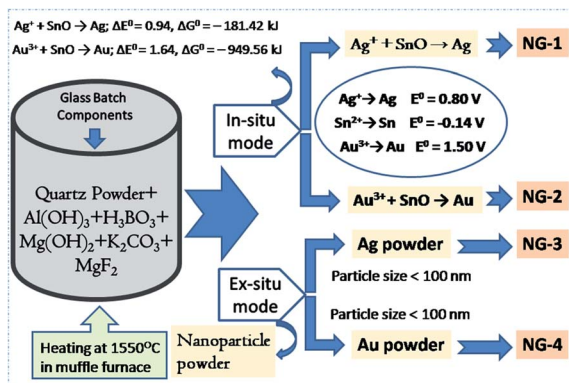 Ag⁺ + SnO → Ag; ΔE⁰ = 0.94, ΔG⁰ = − 181.42 kJ
Au³⁺ + SnO → Au; ΔE⁰ = 1.64, ΔG⁰ = −949.56 kJ
Glass Batch
Components
Quartz Powder+
Al(OH)₃+H₃BO₃+
Mg(OH)₂+K₂CO₃+
MgF₂
Heating at 1550⁰C
in muffle furnace
In-situ
mode
Ag⁺ + SnO → Ag
NG-1
Ag⁺→ Ag E⁰ = 0.80 V
Sn²⁺→ Sn E⁰ = -0.14 V
Au³⁺→ Au E⁰ = 1.50 V
Au³⁺ + SnO → Au
NG-2
Ex-situ
mode
Nanoparticle
powder
Ag powder
NG-3
Particle size < 100 nm
Particle size < 100 nm
Au powder
NG-4